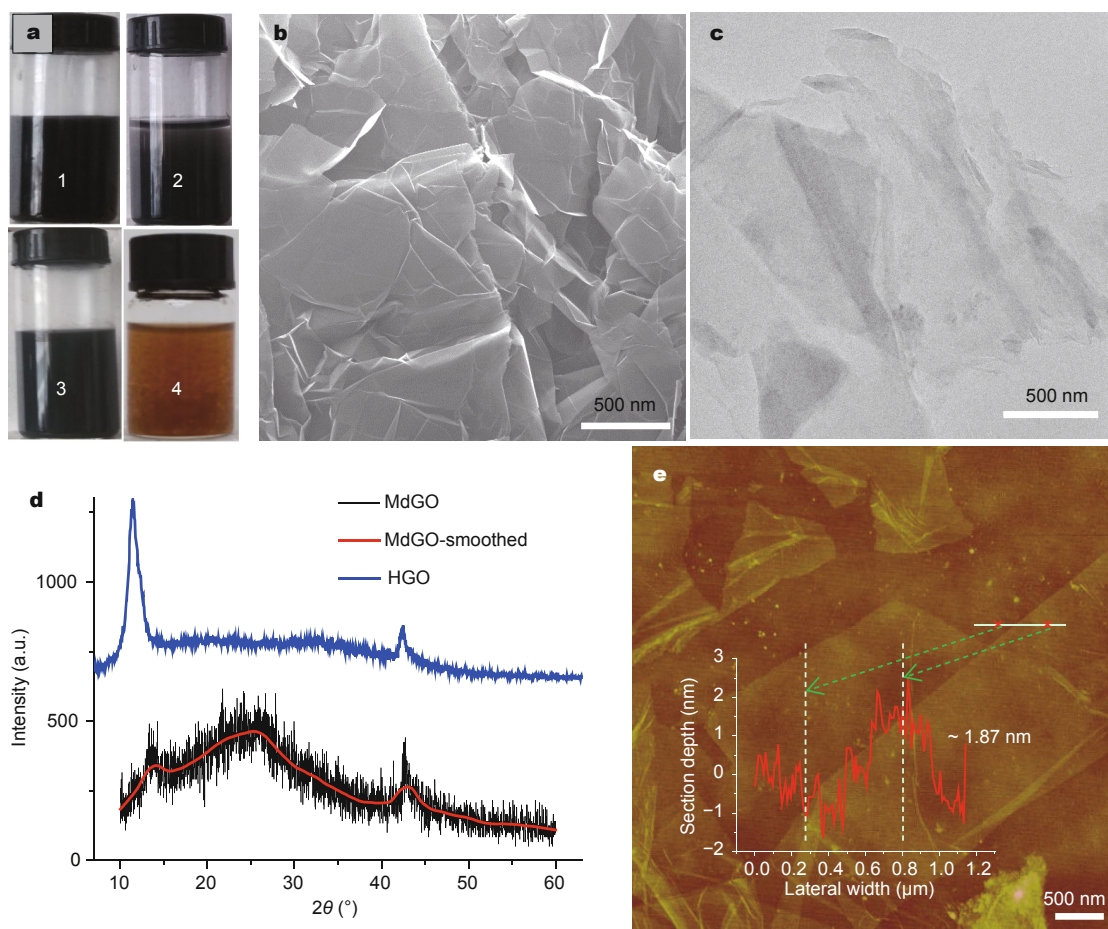 a
1
2
3
4
b
500 nm
c
500 nm
d
MdGO
MdGO-smoothed
HGO
1000
500
0
Intensity (a.u.)
10
20
30
40
50
60
2θ (°)
e
3
2
1
0
−1
−2
Section depth (nm)
~ 1.87 nm
0.0
0.2
0.4
0.6
0.8
1.0
1.2
Lateral width (μm)
500 nm